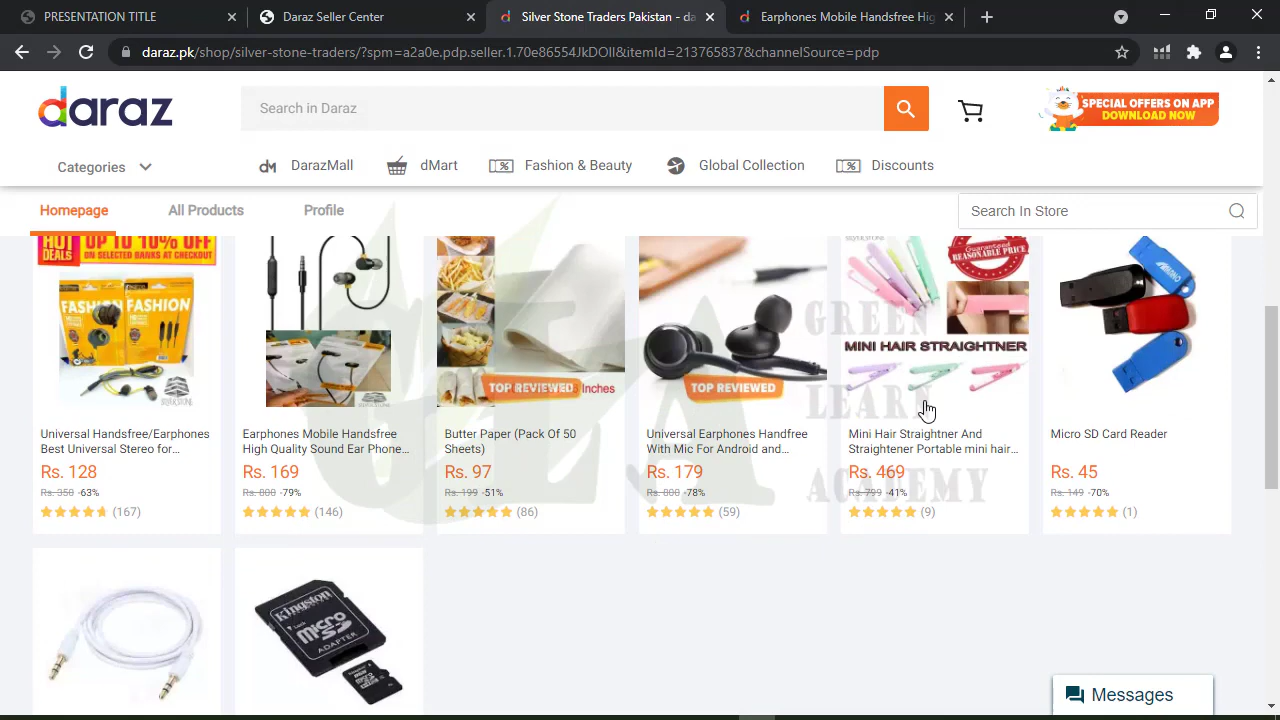 PRESENTATION TITLE
Daraz Seller Center
Silver Stone Traders Pakistan - da
Earphones Mobile Handsfree Hig
daraz.pk/shop/silver-stone-traders/?spm=a2a0e.pdp.seller.1.70e86554JkDOlI&itemId=213765837&channelSource=pdp
daraz
Search in Daraz
SPECIAL OFFERS ON APP
DOWNLOAD NOW
Categories
DarazMall
dMart
Fashion & Beauty
Global Collection
Discounts
Homepage
All Products
Profile
Search In Store
HOT DEALS
UP TO 10% OFF
ON SELECTED BANKS AT CHECKOUT
FASHION
FASHION
TOP REVIEWED
Inches
TOP REVIEWED
Guaranteed
REASONABLE PRICE
MINI HAIR STRAIGHTNER
GREEN
LEARN
ACADEMY
Universal Handsfree/Earphones
Best Universal Stereo for...
Rs. 128
Rs. 350 -63%
(167)
Earphones Mobile Handsfree
High Quality Sound Ear Phone...
Rs. 169
Rs. 800 -79%
(146)
Butter Paper (Pack Of 50
Sheets)
Rs. 97
Rs. 199 -51%
(86)
Universal Earphones Handfree
With Mic For Android and...
Rs. 179
Rs. 800 -78%
(59)
Mini Hair Straightner And
Straightener Portable mini hair...
Rs. 469
Rs. 799 -41%
(9)
Micro SD Card Reader
Rs. 45
Rs. 149 -70%
(1)
Kingston
micro
SD
ADAPTER
Messages